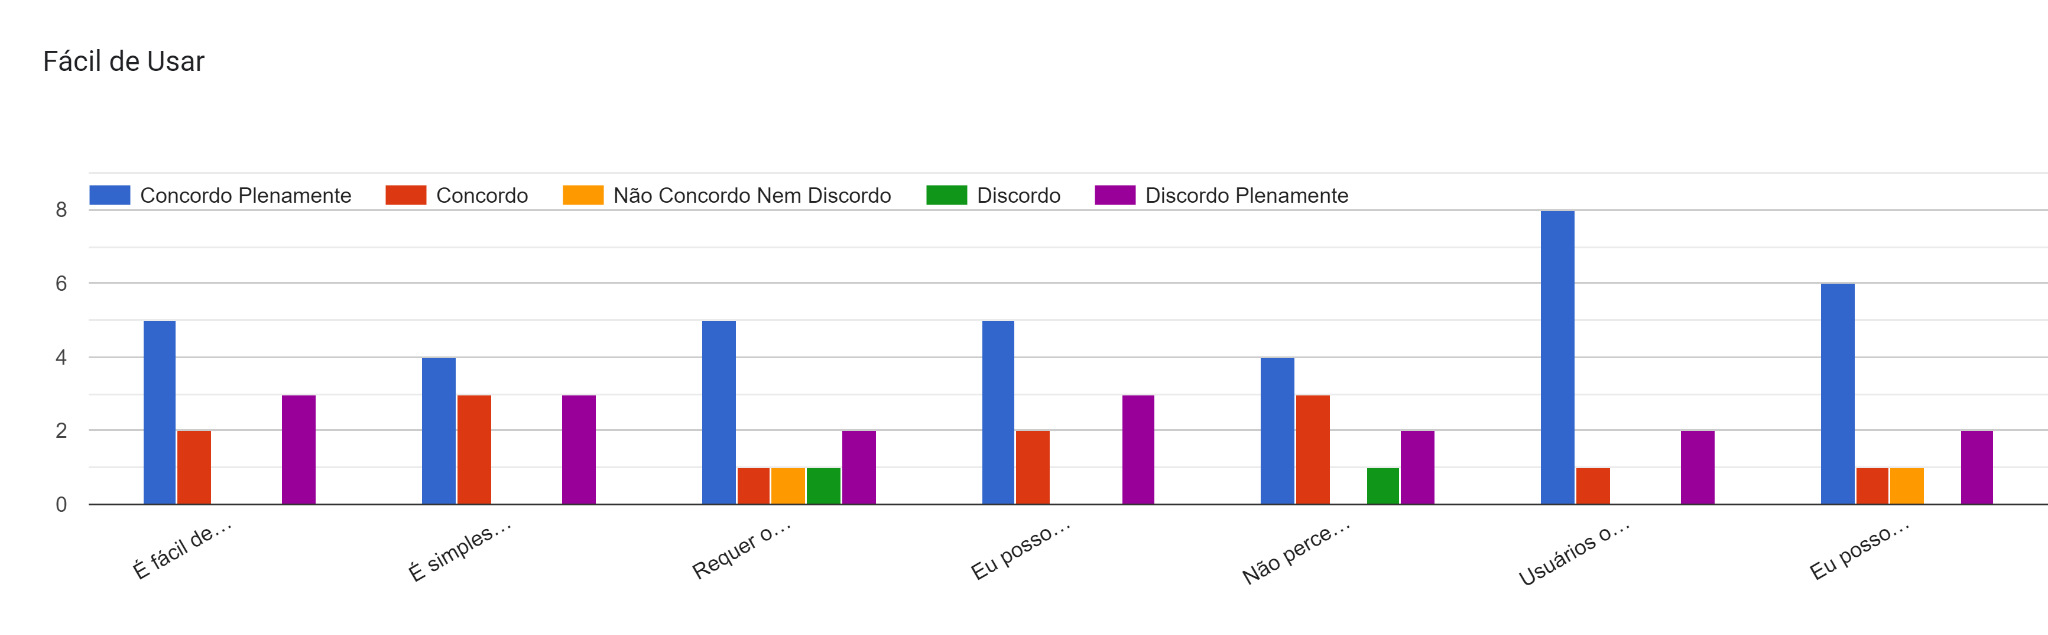 Fácil de Usar
Concordo Plenamente Concordo Não Concordo Nem Discordo Discordo Discordo Plenamente
8
6
4
2
0
É fácil de… É simples… Requer o… Eu posso… Não perce… Usuários o… Eu posso…